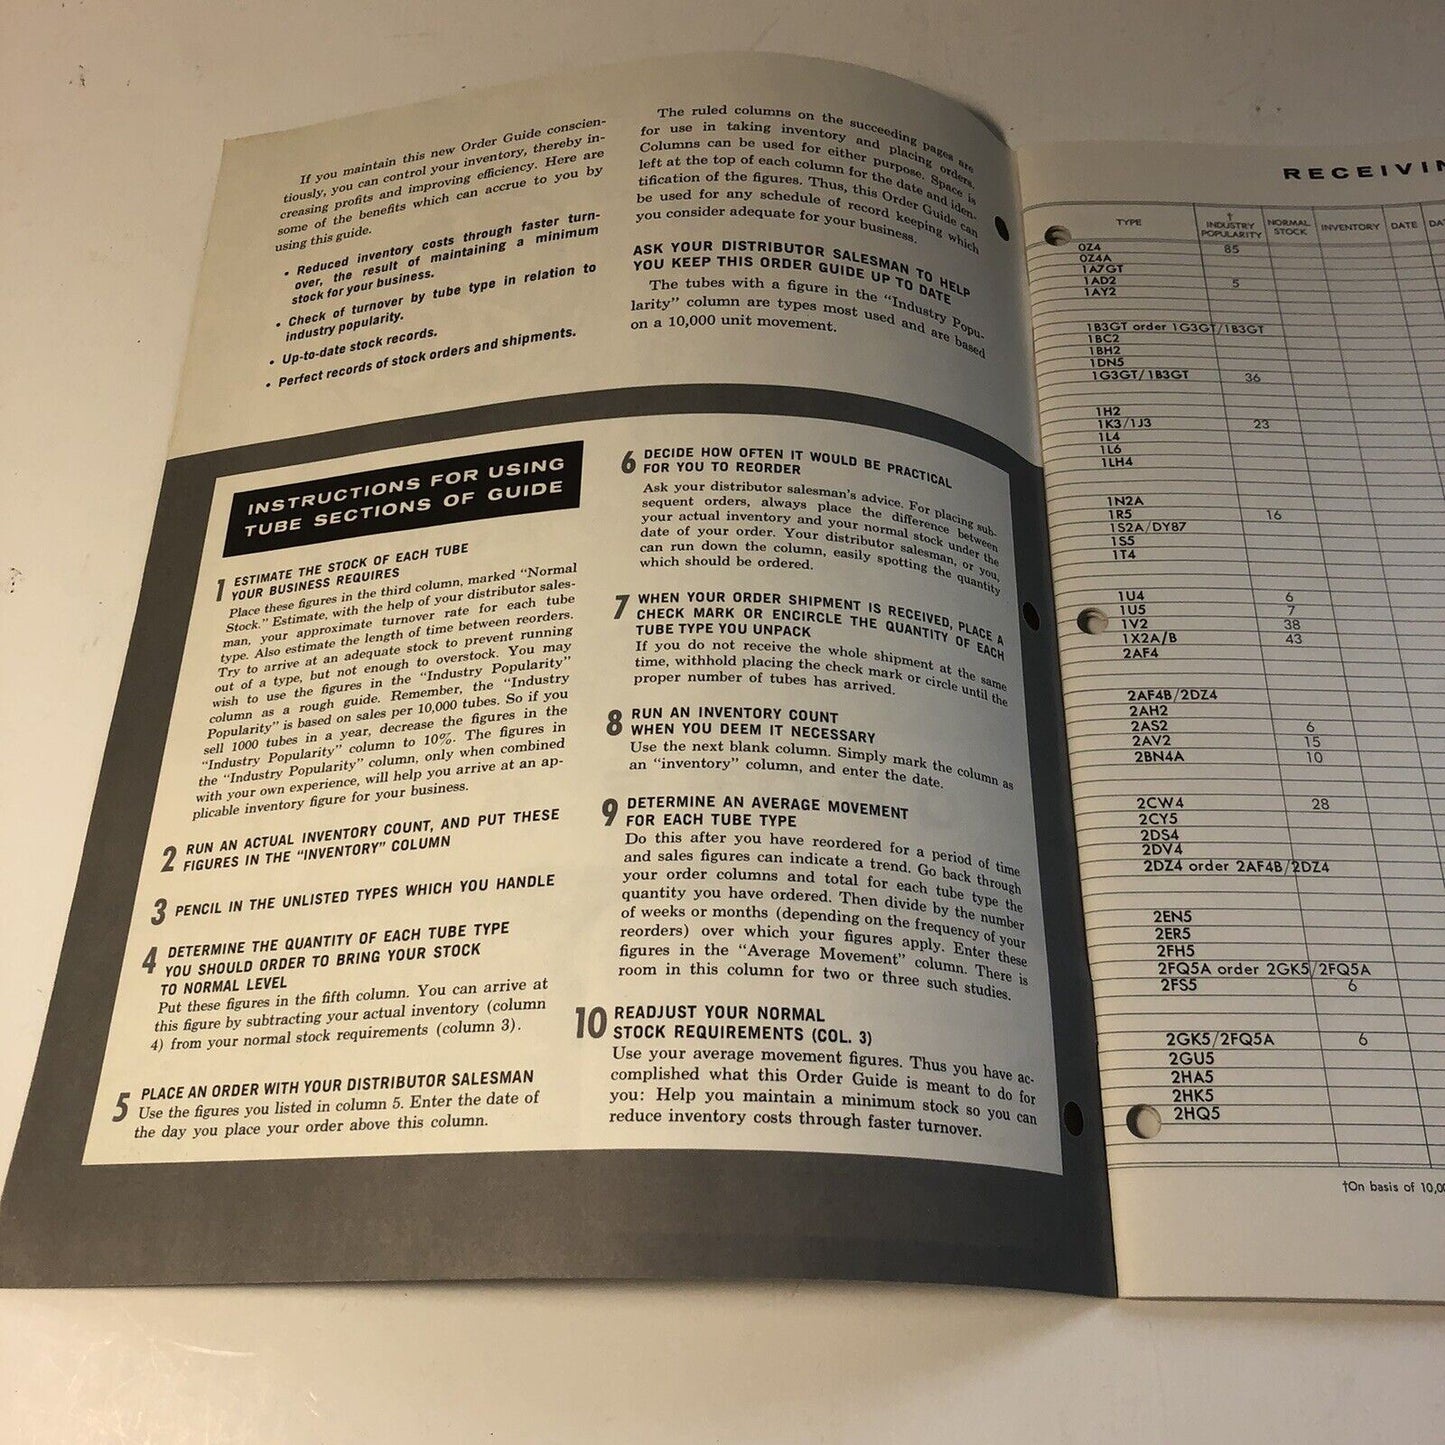 If you maintain this new Order Guide conscien-
tiously, you can control your inventory, thereby in-
creasing profits and improving efficiency. Here are
some of the benefits which can accrue to you by
using this guide.
• Reduced inventory costs through faster turn-
over, the result of maintaining a minimum
stock for your business.
• Check of turnover by tube type in relation to
industry popularity.
• Up-to-date stock records.
• Perfect records of stock orders and shipments.
The ruled columns on the succeeding pages are
for use in taking inventory and placing orders.
Columns can be used for either purpose. Space is
left at the top of each column for the date and iden-
tification of the figures. Thus, this Order Guide can
be used for any schedule of record keeping which
you consider adequate for your business.
ASK YOUR DISTRIBUTOR SALESMAN TO HELP
YOU KEEP THIS ORDER GUIDE UP TO DATE
The tubes with a figure in the "Industry Popu-
larity" column are types most used and are based
on a 10,000 unit movement.
INSTRUCTIONS FOR USING
TUBE SECTIONS OF GUIDE
1 ESTIMATE THE STOCK OF EACH TUBE
YOUR BUSINESS REQUIRES
Place these figures in the third column, marked "Normal
Stock." Estimate, with the help of your distributor sales-
man, your approximate turnover rate for each tube
type. Also estimate the length of time between reorders.
Try to arrive at an adequate stock to prevent running
out of a type, but not enough to overstock. You may
wish to use the figures in the "Industry Popularity"
column as a rough guide. Remember, the "Industry
Popularity" is based on sales per 10,000 tubes. So if you
sell 1000 tubes in a year, decrease the figures in the
"Industry Popularity" column to 10%. The figures in
the "Industry Popularity" column, only when combined
with your own experience, will help you arrive at an ap-
plicable inventory figure for your business.
2 RUN AN ACTUAL INVENTORY COUNT, AND PUT THESE
FIGURES IN THE "INVENTORY" COLUMN
3 PENCIL IN THE UNLISTED TYPES WHICH YOU HANDLE
4 DETERMINE THE QUANTITY OF EACH TUBE TYPE
YOU SHOULD ORDER TO BRING YOUR STOCK
TO NORMAL LEVEL
Put these figures in the fifth column. You can arrive at
this figure by subtracting your actual inventory (column
4) from your normal stock requirements (column 3).
5 PLACE AN ORDER WITH YOUR DISTRIBUTOR SALESMAN
Use the figures you listed in column 5. Enter the date of
the day you place your order above this column.
6 DECIDE HOW OFTEN IT WOULD BE PRACTICAL
FOR YOU TO REORDER
Ask your distributor salesman's advice. For placing sub-
sequent orders, always place the difference between
your actual inventory and your normal stock under the
date of your order. Your distributor salesman, or you,
can run down the column, easily spotting the quantity
which should be ordered.
7 WHEN YOUR ORDER SHIPMENT IS RECEIVED, PLACE A
CHECK MARK OR ENCIRCLE THE QUANTITY OF EACH
TUBE TYPE YOU UNPACK
If you do not receive the whole shipment at the same
time, withhold placing the check mark or circle until the
proper number of tubes has arrived.
8 RUN AN INVENTORY COUNT
WHEN YOU DEEM IT NECESSARY
Use the next blank column. Simply mark the column as
an "inventory" column, and enter the date.
9 DETERMINE AN AVERAGE MOVEMENT
FOR EACH TUBE TYPE
Do this after you have reordered for a period of time
and sales figures can indicate a trend. Go back through
your order columns and total for each tube type the
quantity you have ordered. Then divide by the number
of weeks or months (depending on the frequency of your
reorders) over which your figures apply. Enter these
figures in the "Average Movement" column. There is
room in this column for two or three such studies.
10 READJUST YOUR NORMAL
STOCK REQUIREMENTS (COL. 3)
Use your average movement figures. Thus you have ac-
complished what this Order Guide is meant to do for
you: Help you maintain a minimum stock so you can
reduce inventory costs through faster turnover.
RECEIVIN
TYPE † INDUSTRY POPULARITY NORMAL STOCK INVENTORY DATE DA
0Z4 85
0Z4A
1A7GT
1AD2 5
1AY2
1B3GT order 1G3GT/1B3GT
1BC2
1BH2
1DN5
1G3GT/1B3GT 36
1H2
1K3/1J3 23
1L4
1L6
1LH4
1N2A
1R5 16
1S2A/DY87
1S5
1T4
1U4 6
1U5 7
1V2 38
1X2A/B 43
2AF4
2AF4B/2DZ4
2AH2
2AS2 6
2AV2 15
2BN4A 10
2CW4 28
2CY5
2DS4
2DV4
2DZ4 order 2AF4B/2DZ4
2EN5
2ER5
2FH5
2FQ5A order 2GK5/2FQ5A
2FS5 6
2GK5/2FQ5A 6
2GU5
2HA5
2HK5
2HQ5
†On basis of 10,00